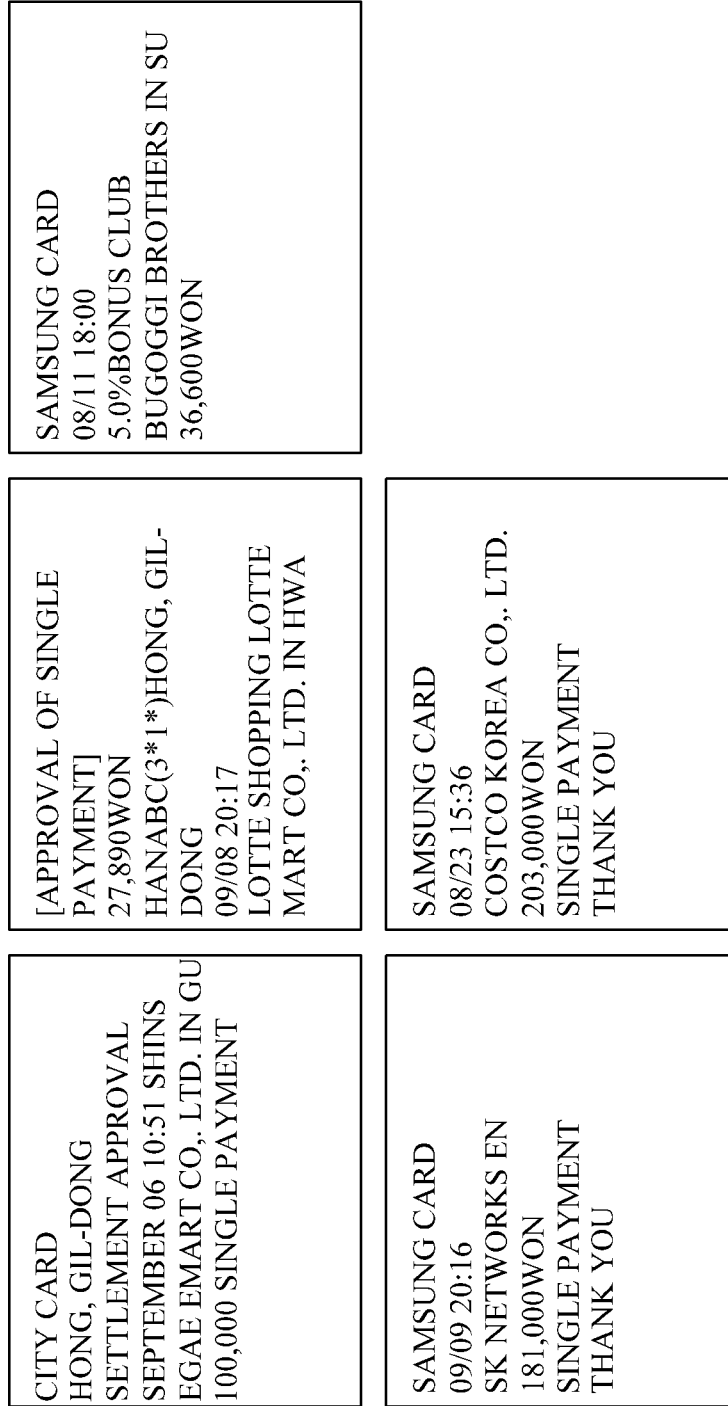 CITY CARD
HONG, GIL-DONG
SETTLEMENT APPROVAL
SEPTEMBER 06 10:51 SHINS
EGAE EMART CO,. LTD. IN GU
100,000 SINGLE PAYMENT
[APPROVAL OF SINGLE
PAYMENT]
27,890WON
HANABC(3*1*)HONG, GIL-
DONG
09/08 20:17
LOTTE SHOPPING LOTTE
MART CO,. LTD. IN HWA
SAMSUNG CARD
08/11 18:00
5.0%BONUS CLUB
BUGOGGI BROTHERS IN SU
36,600WON
SAMSUNG CARD
09/09 20:16
SK NETWORKS EN
181,000WON
SINGLE PAYMENT
THANK YOU
SAMSUNG CARD
08/23 15:36
COSTCO KOREA CO,. LTD.
203,000WON
SINGLE PAYMENT
THANK YOU